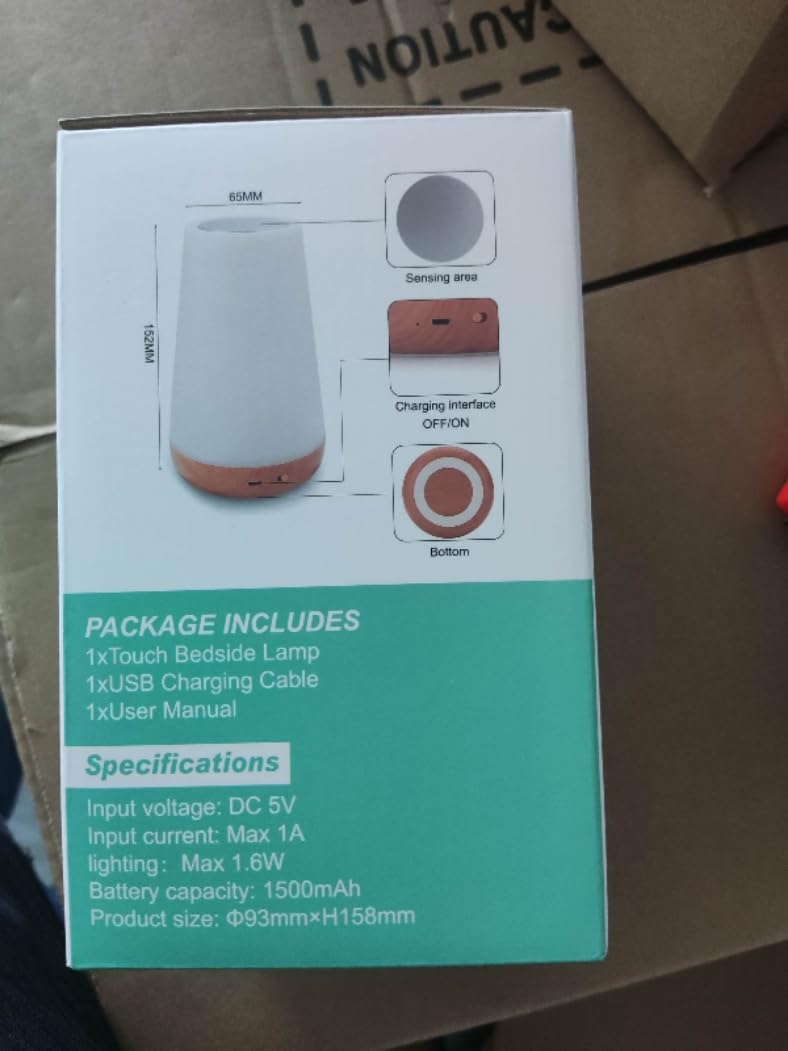 CAUTION
65MM
152MM
Sensing area
Charging interface
OFF/ON
Bottom
PACKAGE INCLUDES
1xTouch Bedside Lamp
1xUSB Charging Cable
1xUser Manual
Specifications
Input voltage: DC 5V
Input current: Max 1A
lighting: Max 1.6W
Battery capacity: 1500mAh
Product size: Φ93mm×H158mm